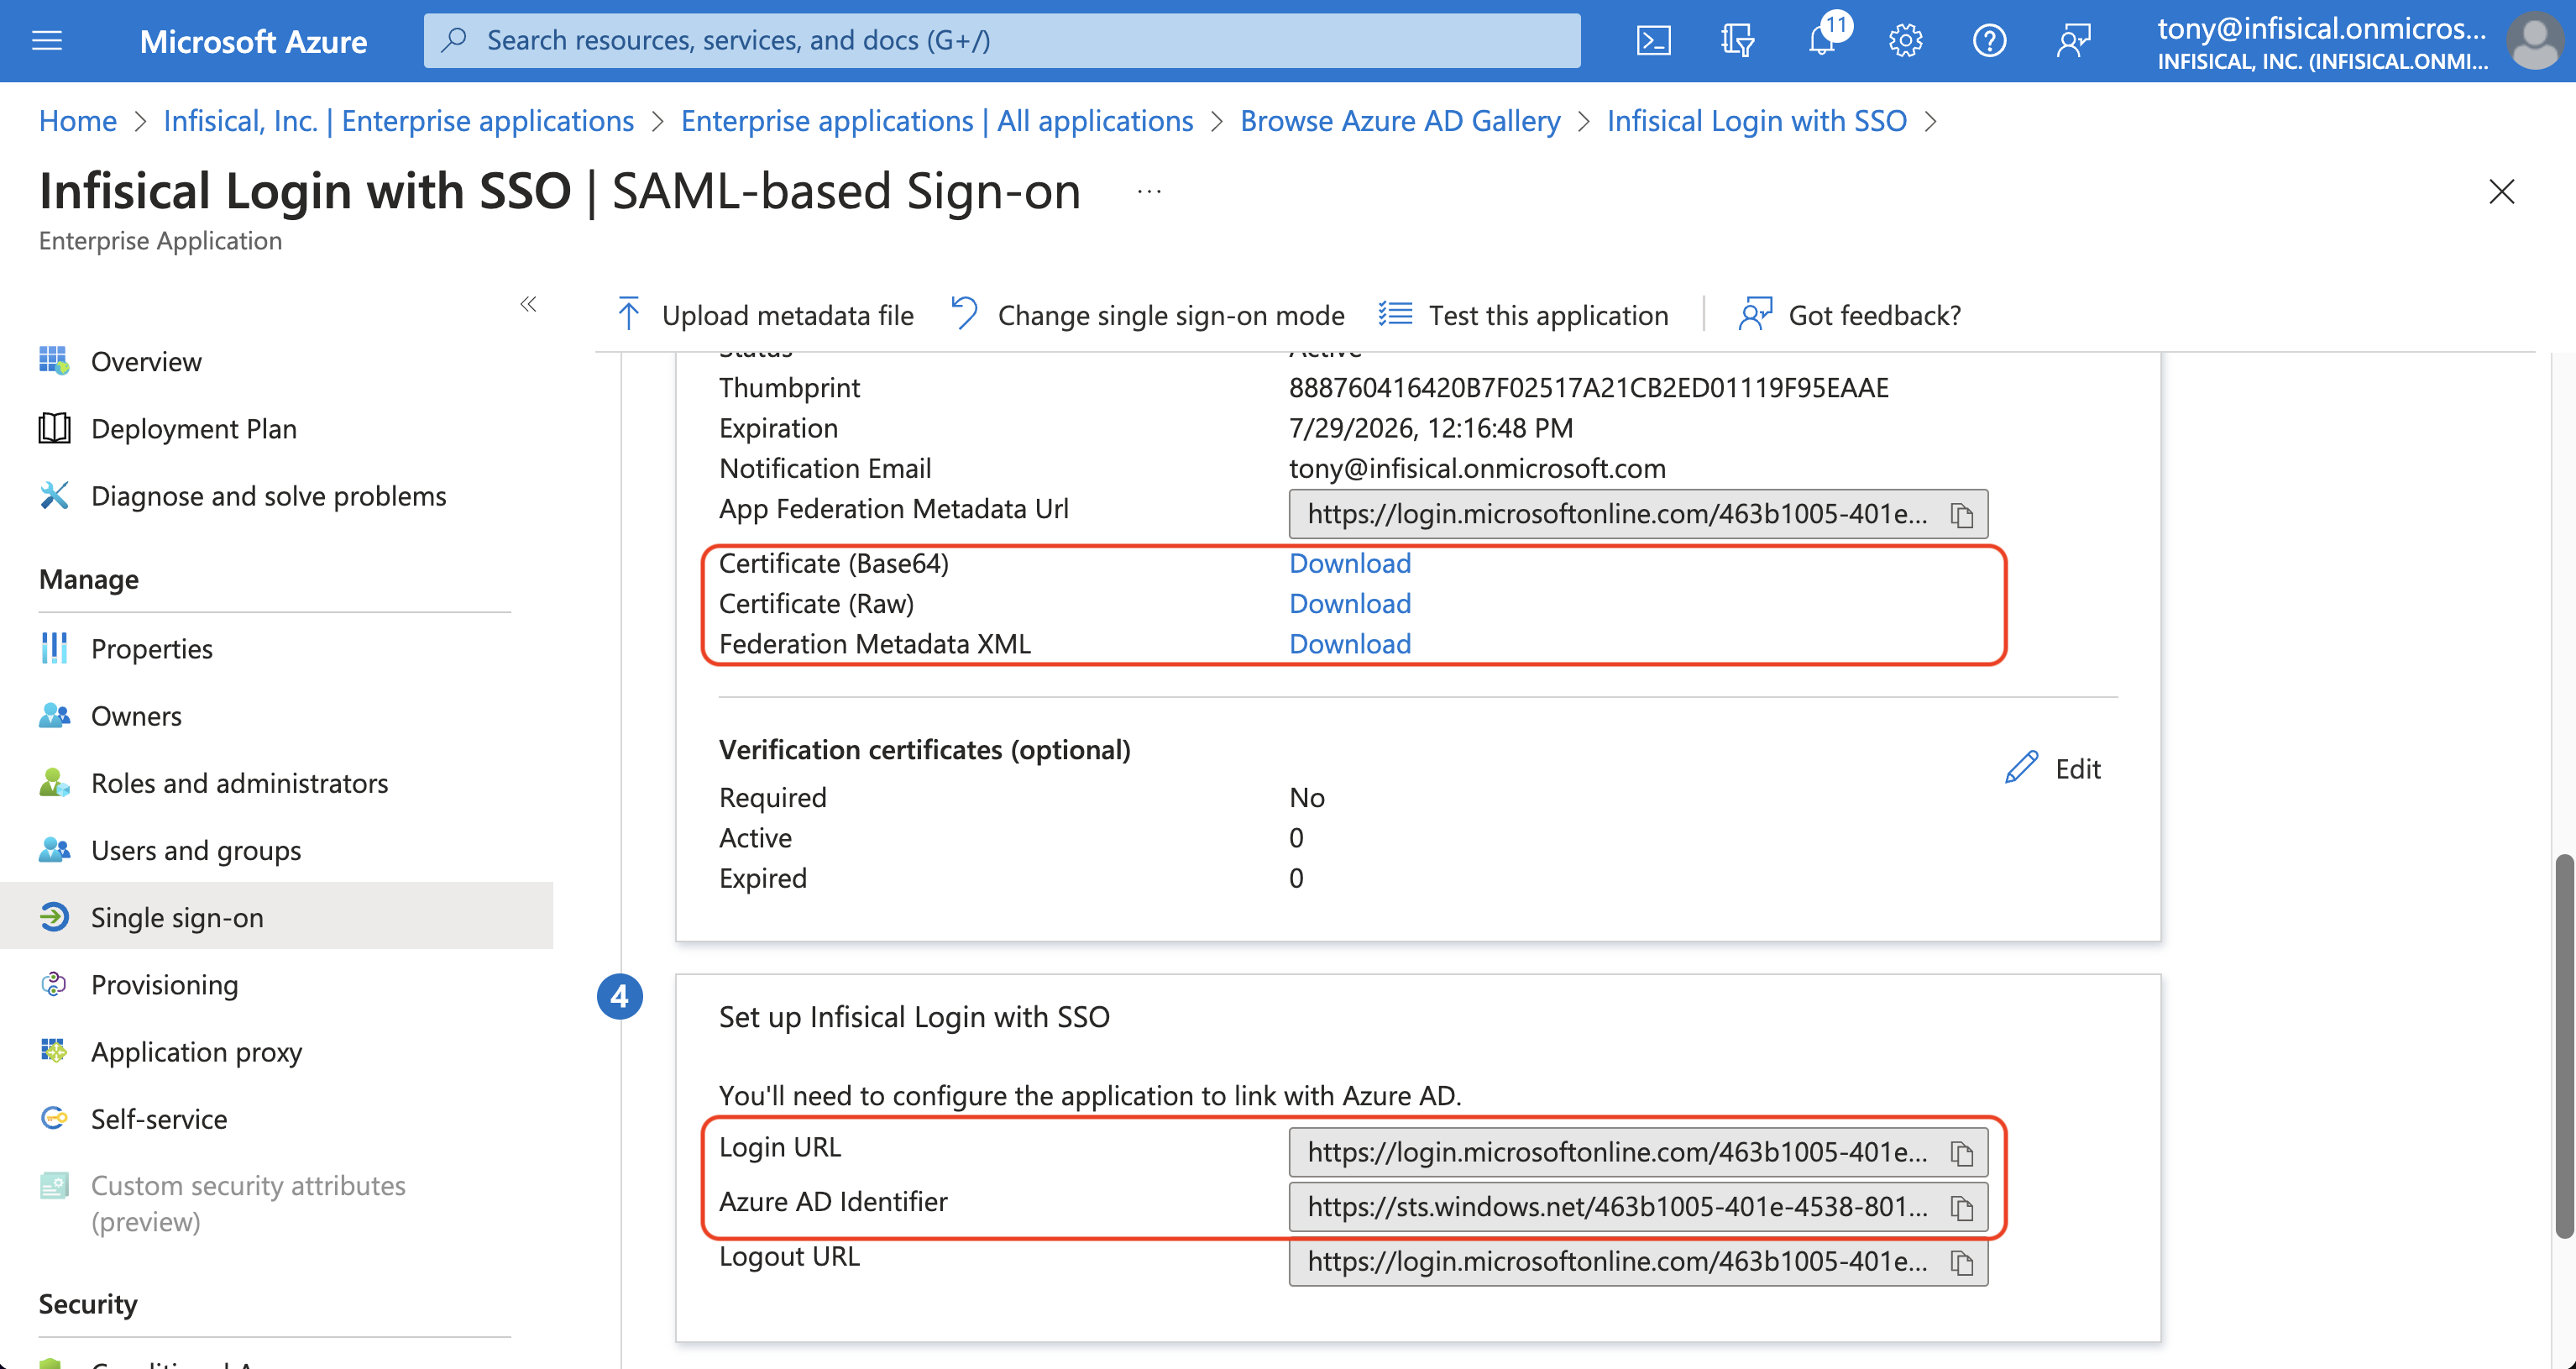 Microsoft Azure
Search resources, services, and docs (G+/)
11
tony@infisical.onmicros...
INFISICAL, INC. (INFISICAL.ONMI...
Home > Infisical, Inc. | Enterprise applications > Enterprise applications | All applications > Browse Azure AD Gallery > Infisical Login with SSO >
Infisical Login with SSO | SAML-based Sign-on ...
Enterprise Application
Upload metadata file Change single sign-on mode Test this application Got feedback?
Overview
Deployment Plan
Diagnose and solve problems
Manage
Properties
Owners
Roles and administrators
Users and groups
Single sign-on
Provisioning
Application proxy
Self-service
Custom security attributes
(preview)
Security
Status Active
Thumbprint 888760416420B7F02517A21CB2ED01119F95EAAE
Expiration 7/29/2026, 12:16:48 PM
Notification Email tony@infisical.onmicrosoft.com
App Federation Metadata Url https://login.microsoftonline.com/463b1005-401e...
Certificate (Base64) Download
Certificate (Raw) Download
Federation Metadata XML Download
Verification certificates (optional)
Edit
Required No
Active 0
Expired 0
4
Set up Infisical Login with SSO
You'll need to configure the application to link with Azure AD.
Login URL https://login.microsoftonline.com/463b1005-401e...
Azure AD Identifier https://sts.windows.net/463b1005-401e-4538-801...
Logout URL https://login.microsoftonline.com/463b1005-401e...